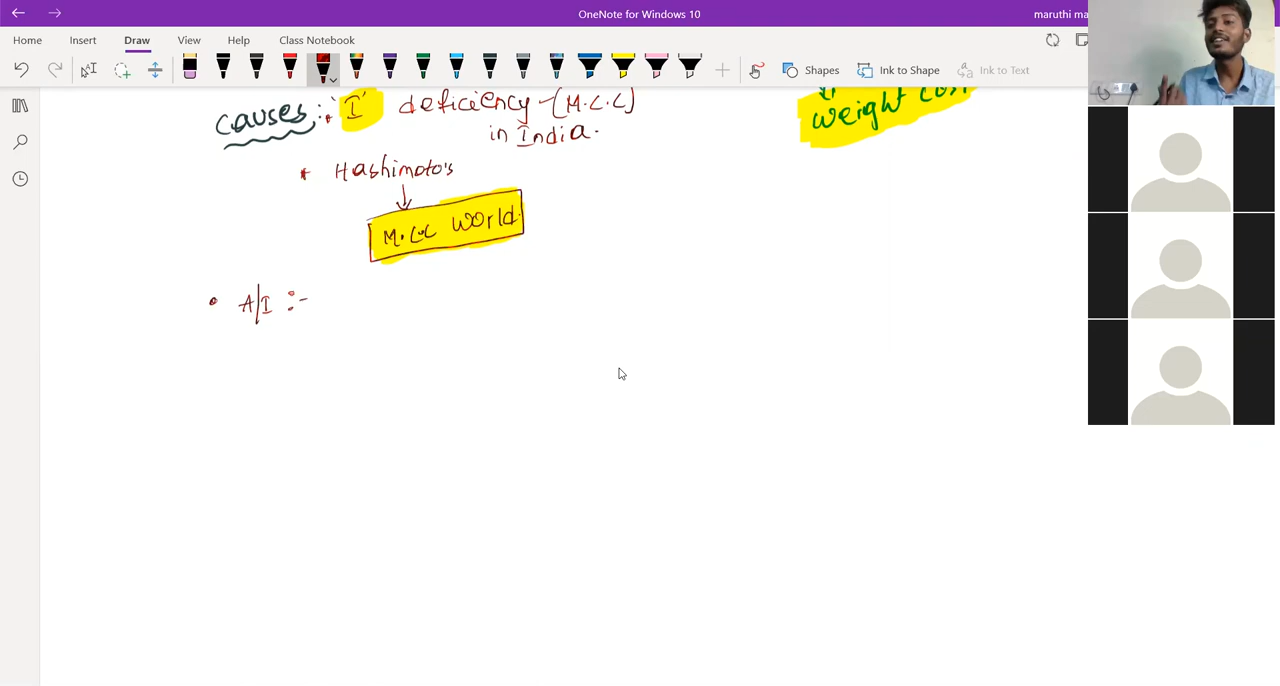 OneNote for Windows 10
maruthi ma
Home Insert Draw View Help Class Notebook
Shapes Ink to Shape Ink to Text
causes : "I" deficiency - (M.C.C)
in India.
Hashimoto's
M.C.C World.
A/I :-
weight